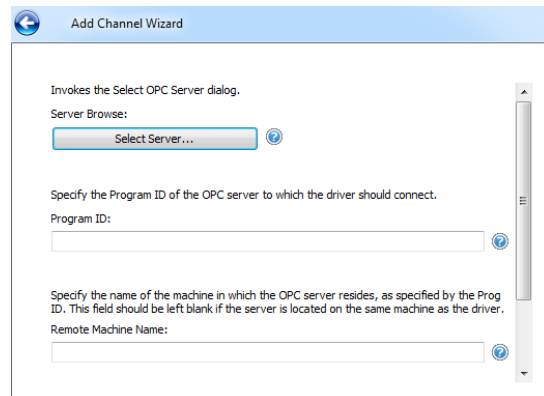 Add Channel Wizard
Invokes the Select OPC Server dialog.
Server Browse:
Select Server...
Specify the Program ID of the OPC server to which the driver should connect.
Program ID:
Specify the name of the machine in which the OPC server resides, as specified by the Prog
ID. This field should be left blank if the server is located on the same machine as the driver.
Remote Machine Name: